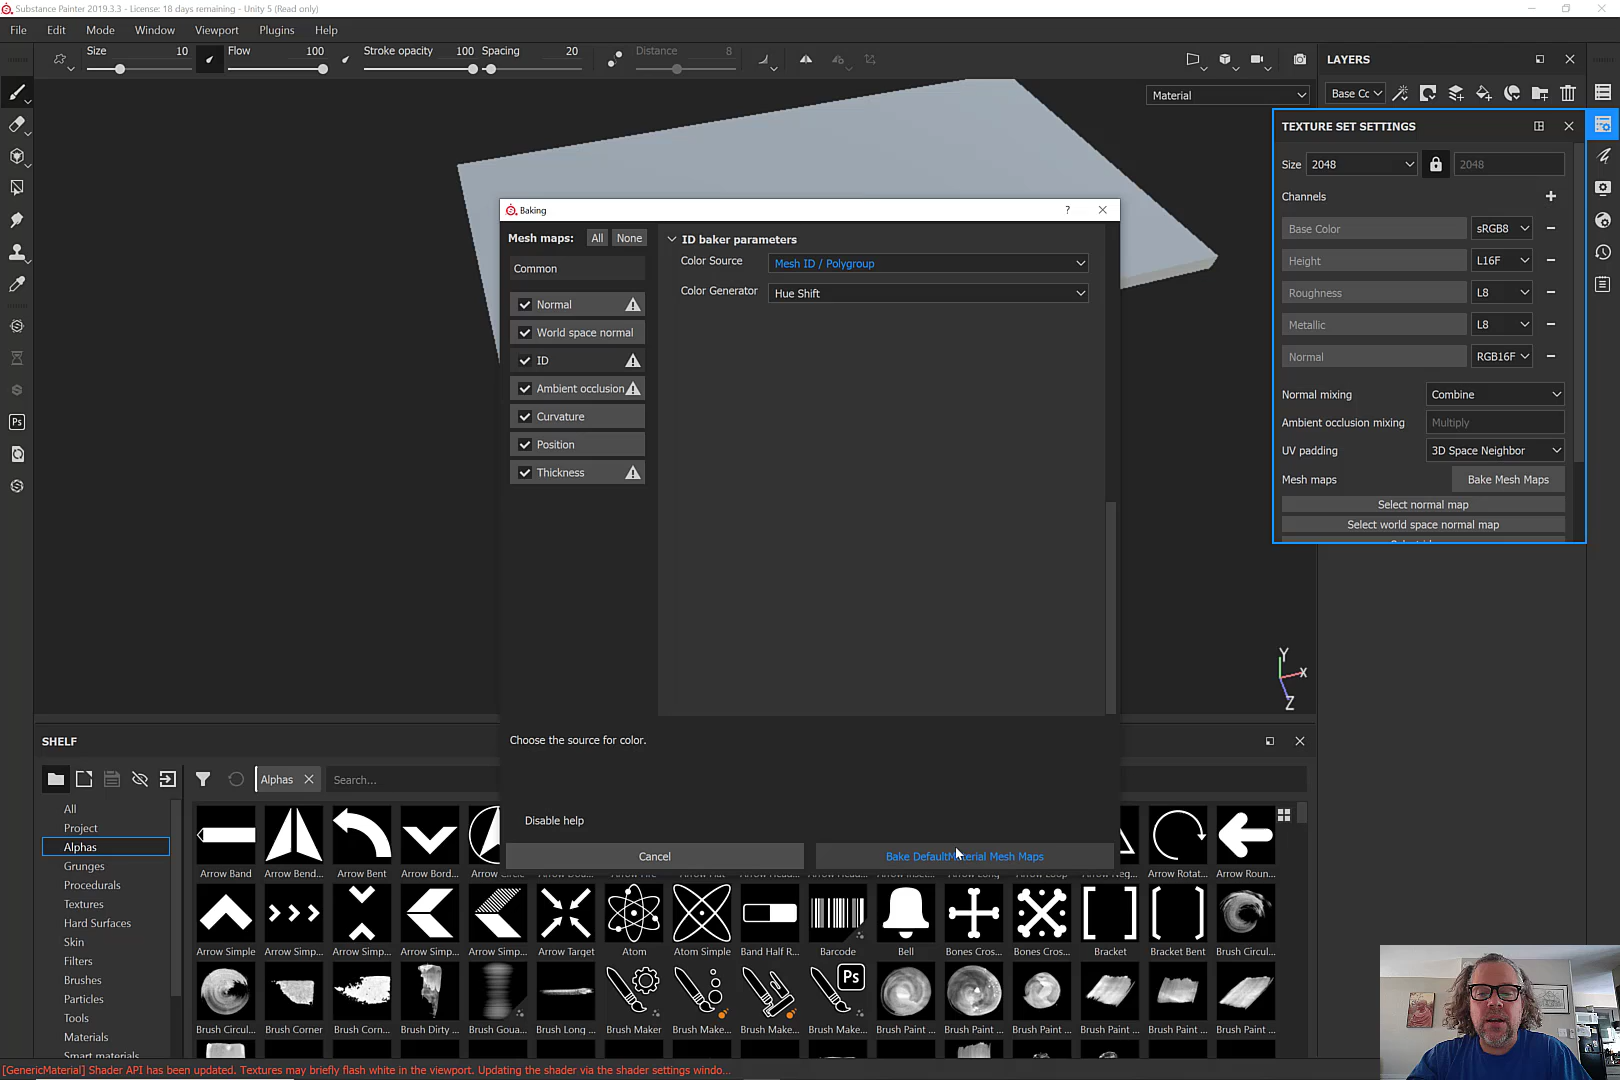 Substance Painter 2019.3.3 - License: 18 days remaining - Unity 5 (Read only)
File Edit Mode Window Viewport Plugins Help
Size 10 Flow 100 Stroke opacity 100 Spacing 20 Distance 8
Material
LAYERS
Base Cc
TEXTURE SET SETTINGS
Size 2048 2048
Channels
Base Color sRGB8
Height L16F
Roughness L8
Metallic L8
Normal RGB16F
Normal mixing Combine
Ambient occlusion mixing Multiply
UV padding 3D Space Neighbor
Mesh maps Bake Mesh Maps
Select normal map
Select world space normal map
Baking ?
Mesh maps: All None
Common
Normal
World space normal
ID
Ambient occlusion
Curvature
Position
Thickness
ID baker parameters
Color Source Mesh ID / Polygroup
Color Generator Hue Shift
Choose the source for color.
Disable help
Cancel
Bake DefaultMaterial Mesh Maps
Ps
Y
X
Z
SHELF
Alphas
Search...
All
Project
Alphas
Grunges
Procedurals
Textures
Hard Surfaces
Skin
Filters
Brushes
Particles
Tools
Materials
Smart materials
Arrow Band Arrow Bend... Arrow Bent Arrow Bord... Arrow Circle Arrow Long Arrow Loop Arrow Neg... Arrow Rotat... Arrow Roun...
Arrow Simple Arrow Simp... Arrow Simp... Arrow Simp... Arrow Simp... Arrow Target Atom Atom Simple Band Half R... Barcode Bell Bones Cros... Bones Cros... Bracket Bracket Bent Brush Circul...
Ps
Brush Circul... Brush Corner Brush Corn... Brush Dirty ... Brush Goua... Brush Long ... Brush Maker Brush Make... Brush Make... Brush Make... Brush Paint ... Brush Paint ... Brush Paint ... Brush Paint ... Brush Paint ... Brush Paint ...
[GenericMaterial] Shader API has been updated. Textures may briefly flash white in the viewport. Updating the shader via the shader settings windo...